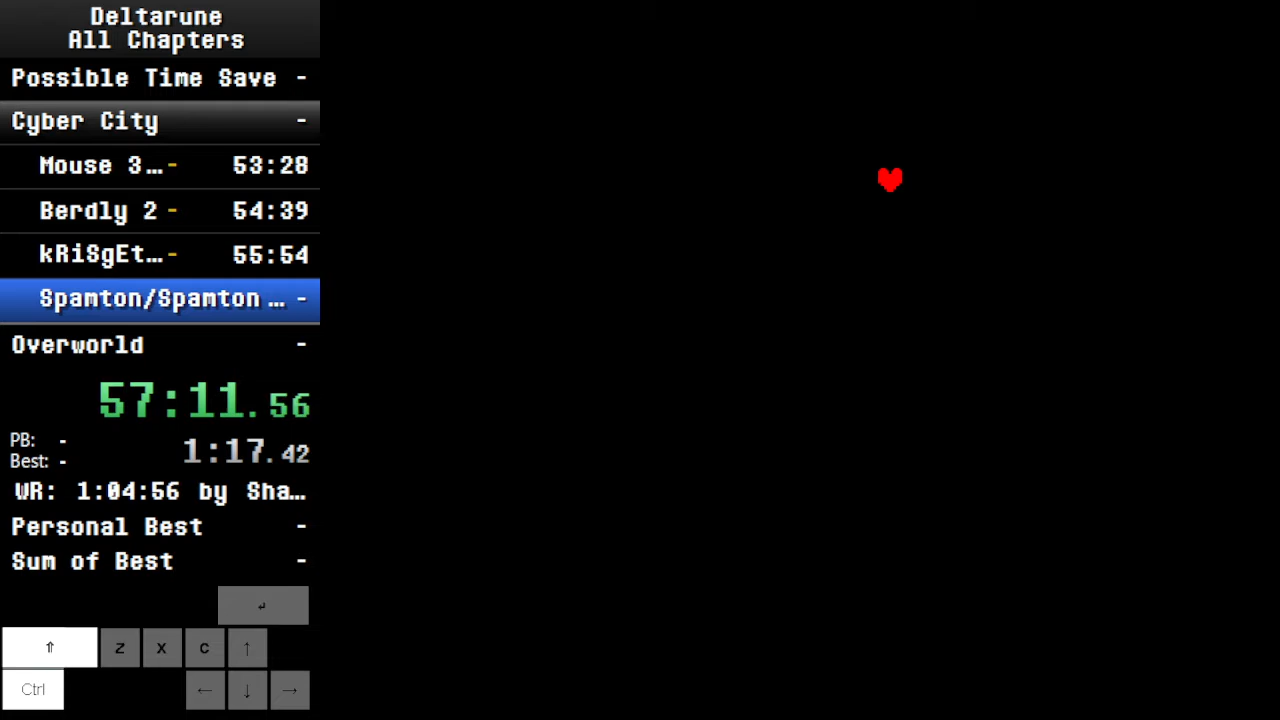 Deltarune
All Chapters
Possible Time Save -
Cyber City -
Mouse 3… - 53:28
Berdly 2 - 54:39
kRiSgEt… - 55:54
Spamton/Spamton … -
Overworld -
57:11.56
PB: -
Best: -
1:17.42
WR: 1:04:56 by Sha…
Personal Best -
Sum of Best -
↵
⇑ z x c ↑
Ctrl ← ↓ →